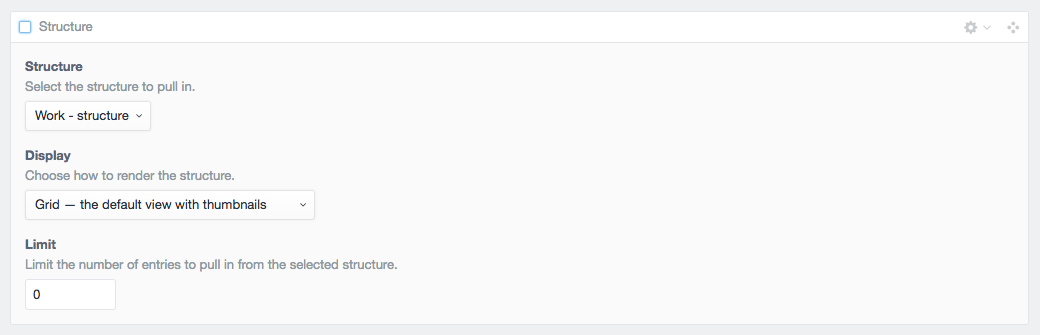 Structure
Structure
Select the structure to pull in.
Work - structure
Display
Choose how to render the structure.
Grid — the default view with thumbnails
Limit
Limit the number of entries to pull in from the selected structure.
0